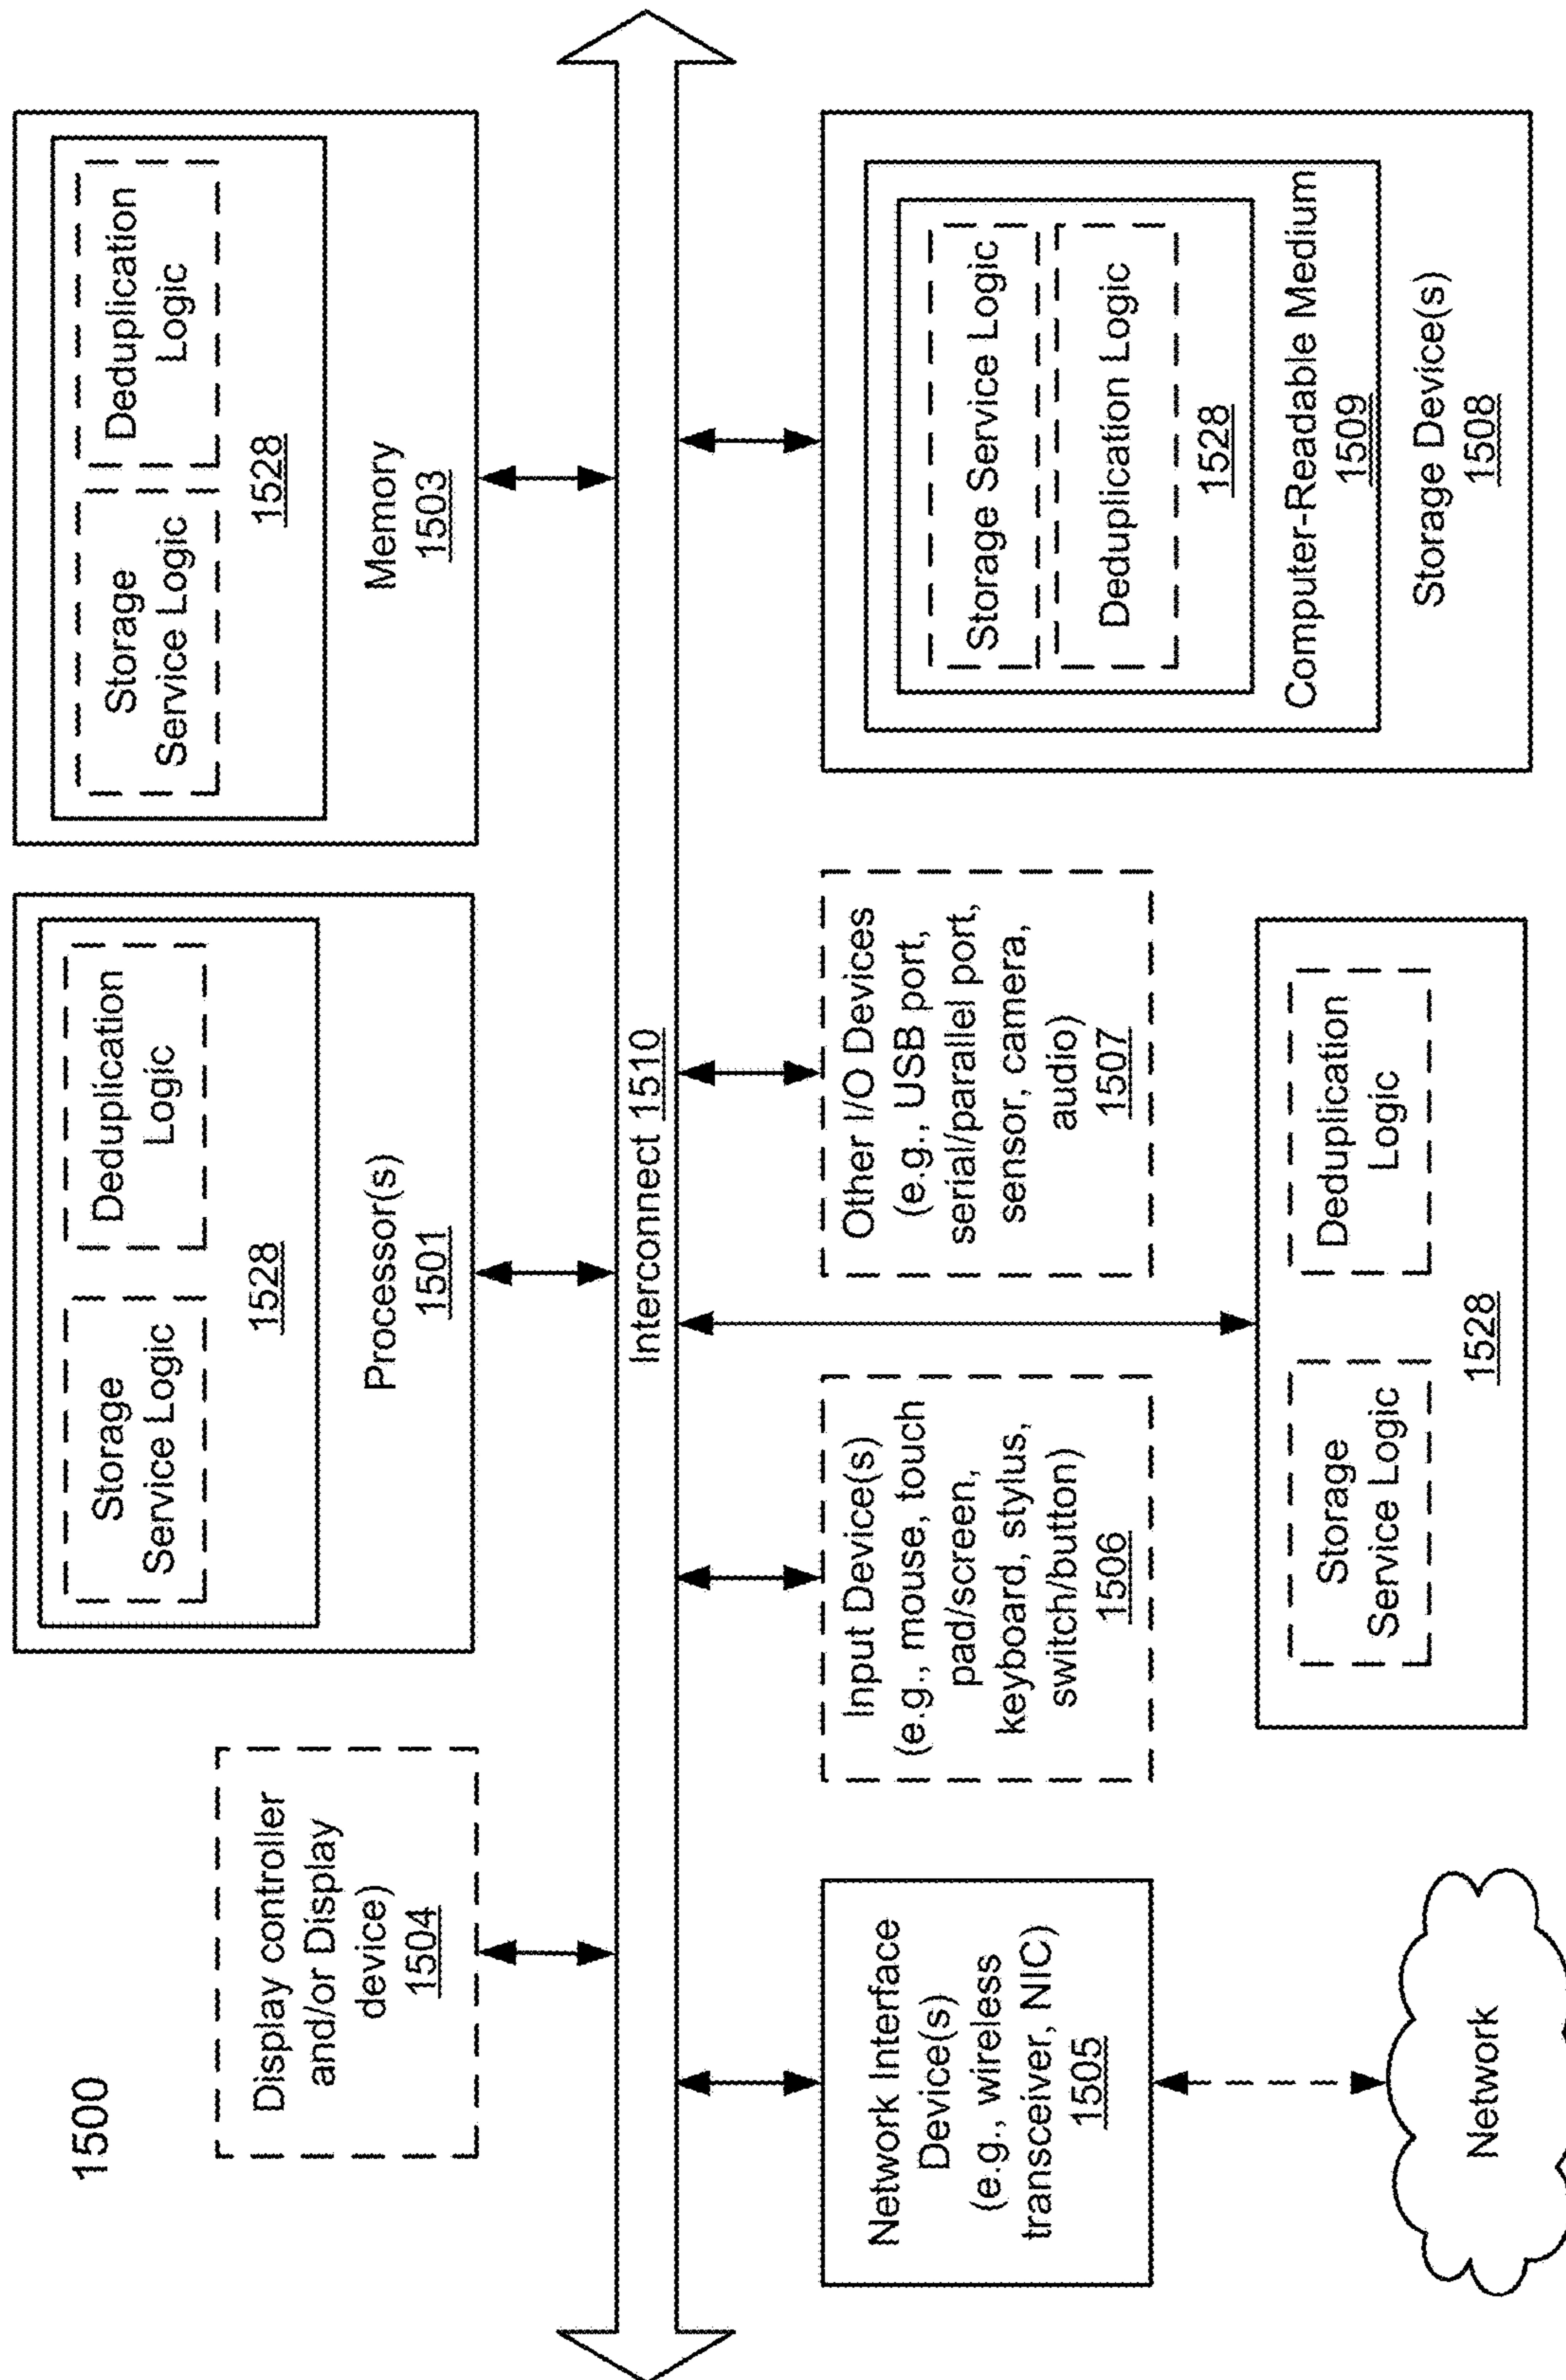 1500
Display controller
and/or Display
device)
1504
Storage
Service Logic
Deduplication
Logic
1528
Processor(s)
1501
Storage
Service Logic
Deduplication
Logic
1528
Memory
1503
Interconnect 1510
Network Interface
Device(s)
(e.g., wireless
transceiver, NIC)
1505
Network
Input Device(s)
(e.g., mouse, touch
pad/screen,
keyboard, stylus,
switch/button)
1506
Other I/O Devices
(e.g., USB port,
serial/parallel port,
sensor, camera,
audio)
1507
Storage
Service Logic
Deduplication
Logic
1528
Storage Service Logic
Deduplication Logic
1528
Computer-Readable Medium
1509
Storage Device(s)
1508